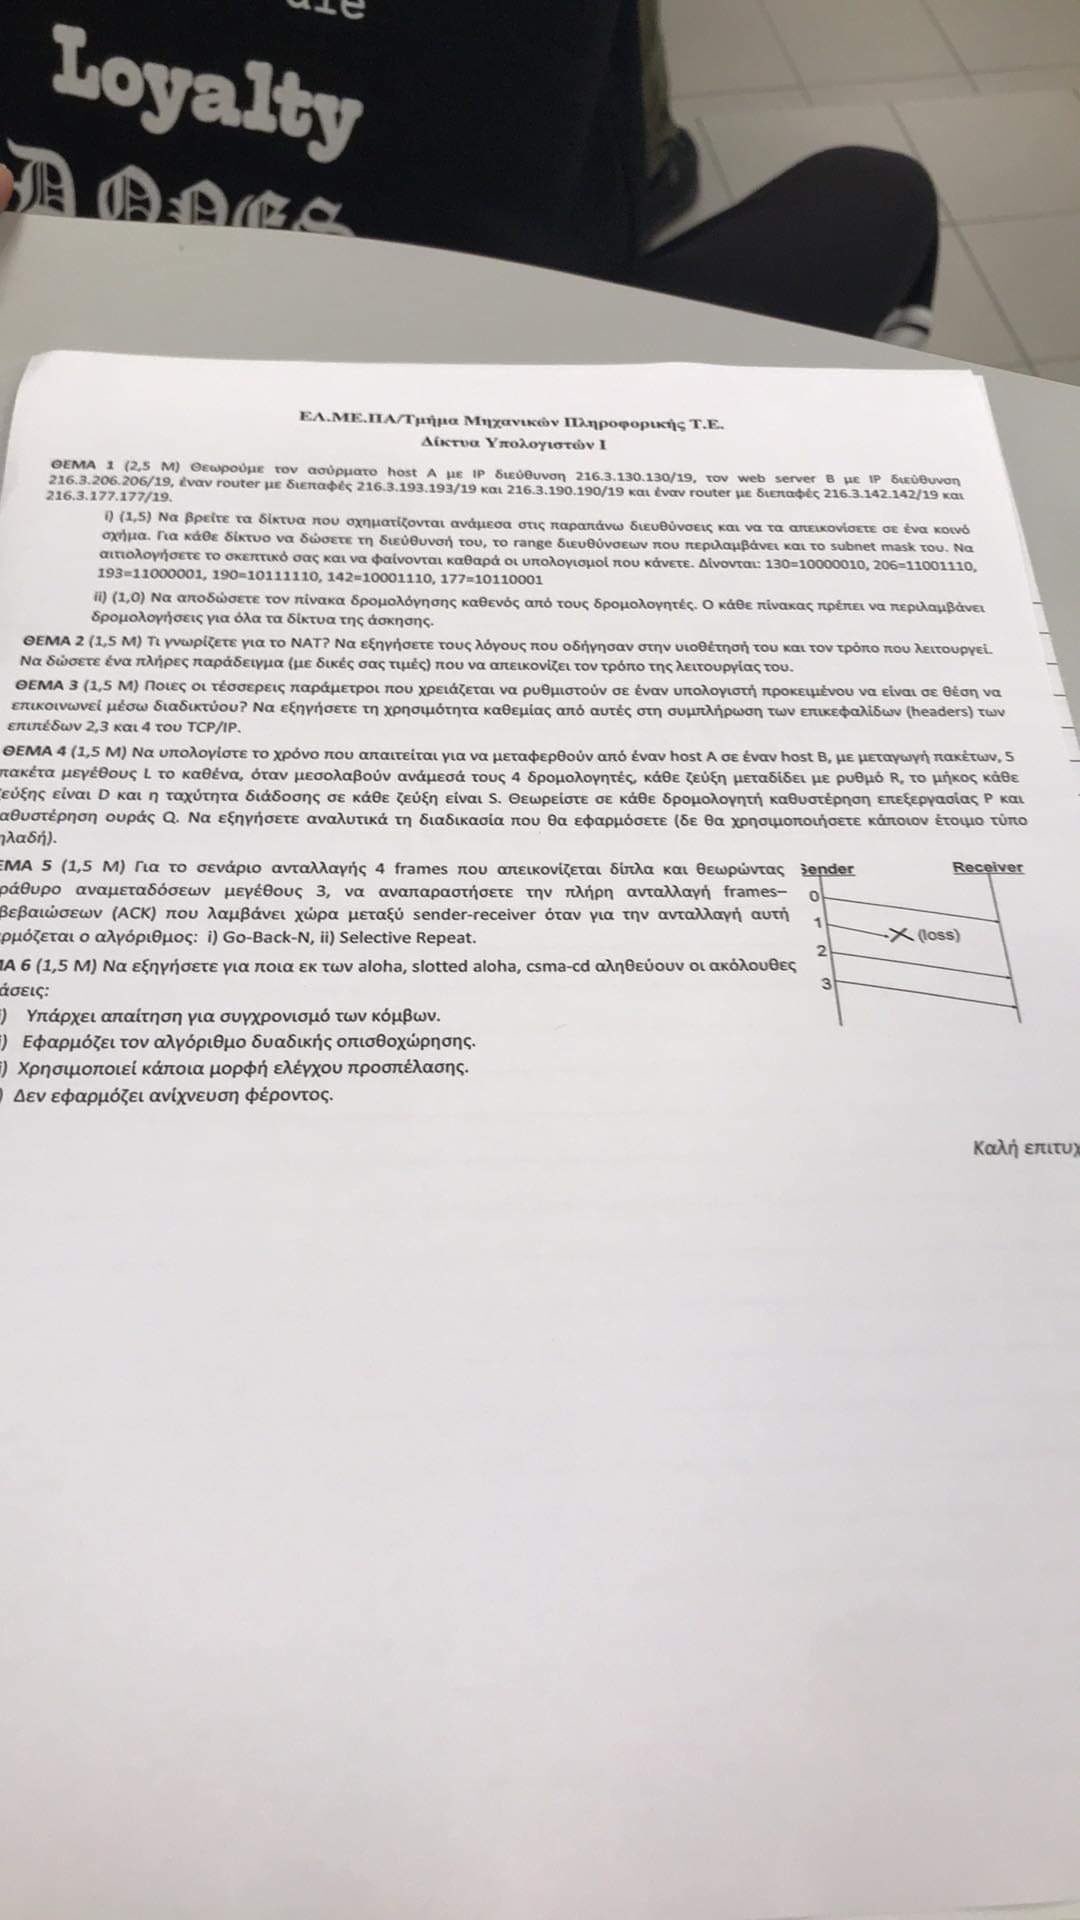 Loyalty
DOPES
ΕΛ.ΜΕ.ΠΑ/Τμήμα Μηχανικών Πληροφορικής Τ.Ε.
Δίκτυα Υπολογιστών Ι
ΘΕΜΑ 1 (2,5 Μ) Θεωρούμε τον ασύρματο host A με IP διεύθυνση 216.3.130.130/19, τον web server B με IP διεύθυνση
216.3.206.206/19, έναν router με διεπαφές 216.3.193.193/19 και 216.3.190.190/19 και έναν router με διεπαφές 216.3.142.142/19 και
216.3.177.177/19.
i) (1,5) Να βρείτε τα δίκτυα που σχηματίζονται ανάμεσα στις παραπάνω διευθύνσεις και να τα απεικονίσετε σε ένα κοινό
σχήμα. Για κάθε δίκτυο να δώσετε τη διεύθυνσή του, το range διευθύνσεων που περιλαμβάνει και το subnet mask του. Να
αιτιολογήσετε το σκεπτικό σας και να φαίνονται καθαρά οι υπολογισμοί που κάνετε. Δίνονται: 130=10000010, 206=11001110,
193=11000001, 190=10111110, 142=10001110, 177=10110001
ii) (1,0) Να αποδώσετε τον πίνακα δρομολόγησης καθενός από τους δρομολογητές. Ο κάθε πίνακας πρέπει να περιλαμβάνει
δρομολογήσεις για όλα τα δίκτυα της άσκησης.
ΘΕΜΑ 2 (1,5 Μ) Τι γνωρίζετε για το NAT? Να εξηγήσετε τους λόγους που οδήγησαν στην υιοθέτησή του και τον τρόπο που λειτουργεί.
Να δώσετε ένα πλήρες παράδειγμα (με δικές σας τιμές) που να απεικονίζει τον τρόπο της λειτουργίας του.
ΘΕΜΑ 3 (1,5 Μ) Ποιες οι τέσσερεις παράμετροι που χρειάζεται να ρυθμιστούν σε έναν υπολογιστή προκειμένου να είναι σε θέση να
επικοινωνεί μέσω διαδικτύου? Να εξηγήσετε τη χρησιμότητα καθεμίας από αυτές στη συμπλήρωση των επικεφαλίδων (headers) των
επιπέδων 2,3 και 4 του TCP/IP.
ΘΕΜΑ 4 (1,5 Μ) Να υπολογίστε το χρόνο που απαιτείται για να μεταφερθούν από έναν host A σε έναν host B, με μεταγωγή πακέτων, 5
πακέτα μεγέθους L το καθένα, όταν μεσολαβούν ανάμεσά τους 4 δρομολογητές, κάθε ζεύξη μεταδίδει με ρυθμό R, το μήκος κάθε
εύξης είναι D και η ταχύτητα διάδοσης σε κάθε ζεύξη είναι S. Θεωρείστε σε κάθε δρομολογητή καθυστέρηση επεξεργασίας P και
αθυστέρηση ουράς Q. Να εξηγήσετε αναλυτικά τη διαδικασία που θα εφαρμόσετε (δε θα χρησιμοποιήσετε κάποιον έτοιμο τύπο
ηλαδή).
ΕΜΑ 5 (1,5 Μ) Για το σενάριο ανταλλαγής 4 frames που απεικονίζεται δίπλα και θεωρώντας
ράθυρο αναμεταδόσεων μεγέθους 3, να αναπαραστήσετε την πλήρη ανταλλαγή frames–
βεβαιώσεων (ACK) που λαμβάνει χώρα μεταξύ sender-receiver όταν για την ανταλλαγή αυτή
ρμόζεται ο αλγόριθμος: i) Go-Back-N, ii) Selective Repeat.
Sender Receiver
0
1
(loss)
2
3
ΜΑ 6 (1,5 Μ) Να εξηγήσετε για ποια εκ των aloha, slotted aloha, csma-cd αληθεύουν οι ακόλουθες
άσεις:
) Υπάρχει απαίτηση για συγχρονισμό των κόμβων.
) Εφαρμόζει τον αλγόριθμο δυαδικής οπισθοχώρησης.
) Χρησιμοποιεί κάποια μορφή ελέγχου προσπέλασης.
) Δεν εφαρμόζει ανίχνευση φέροντος.
Καλή επιτυχ